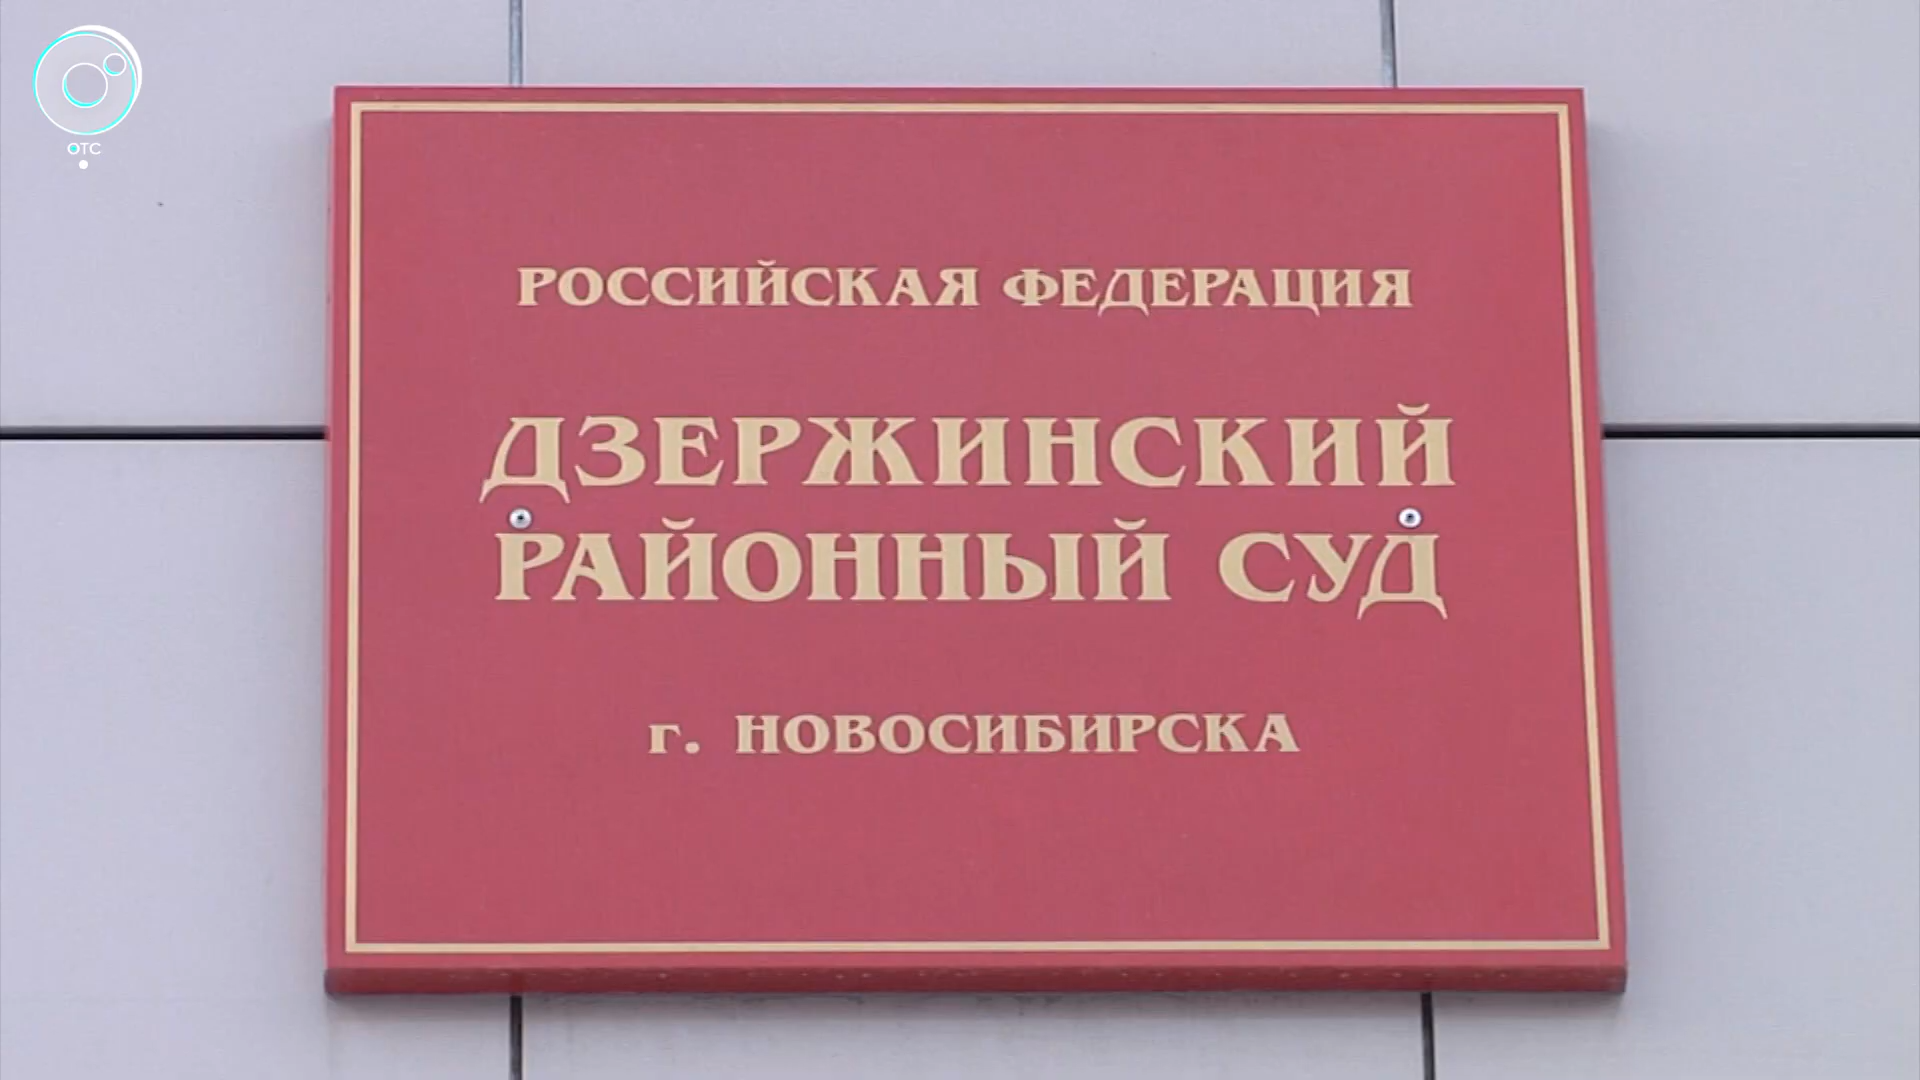 ОТС
РОССИЙСКАЯ ФЕДЕРАЦИЯ
ДЗЕРЖИНСКИЙ
РАЙОННЫЙ СУД
г. НОВОСИБИРСКА